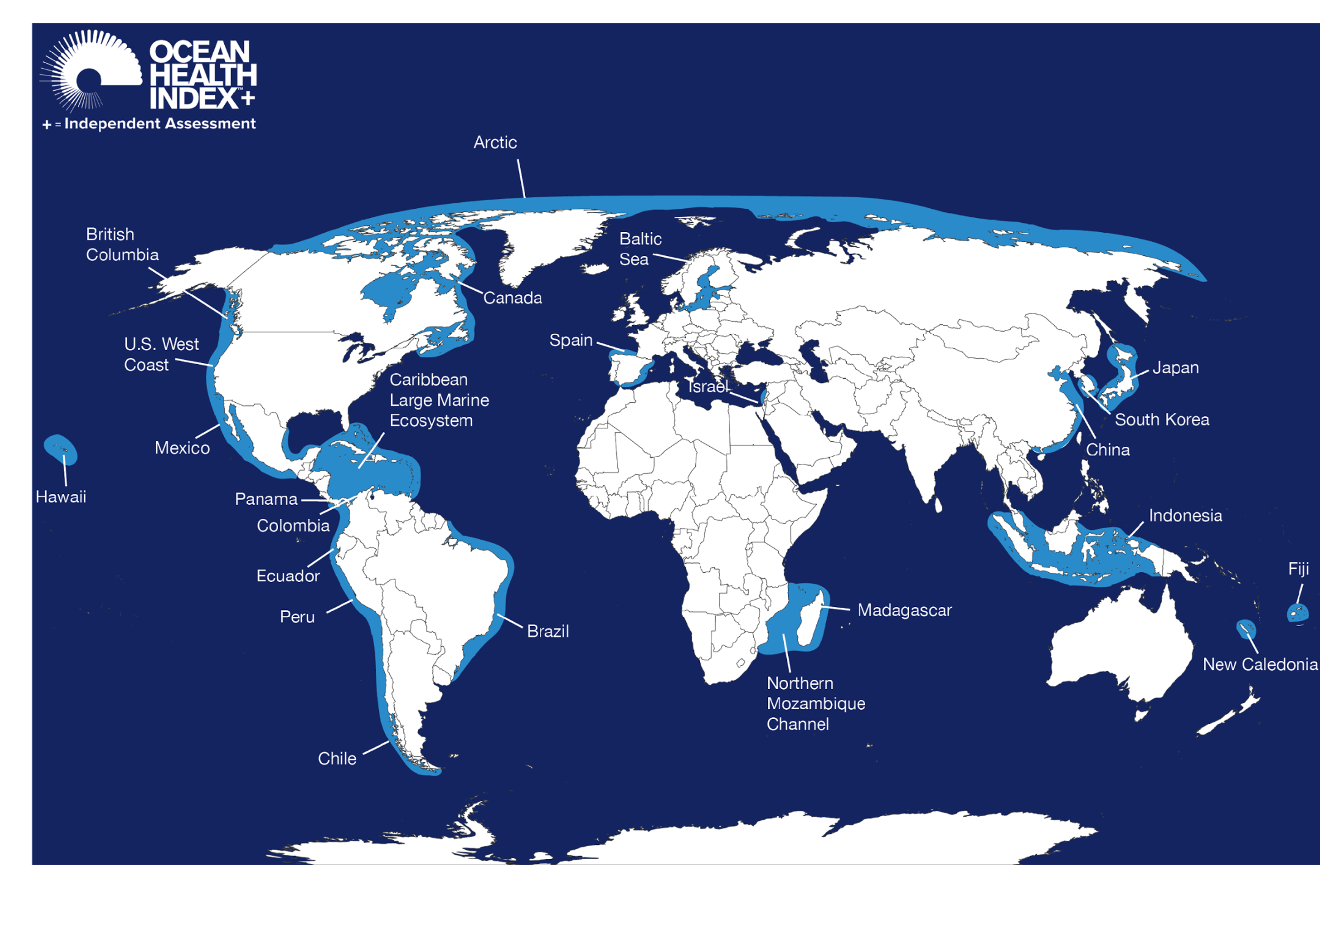 OCEAN
HEALTH
INDEX™+
+ = Independent Assessment
Arctic
British
Columbia
Baltic
Sea
Canada
U.S. West
Coast
Spain
Caribbean
Large Marine
Ecosystem
Israel
Japan
South Korea
China
Mexico
Hawaii
Panama
Colombia
Indonesia
Ecuador
Fiji
Peru
Madagascar
Brazil
New Caledonia
Northern
Mozambique
Channel
Chile